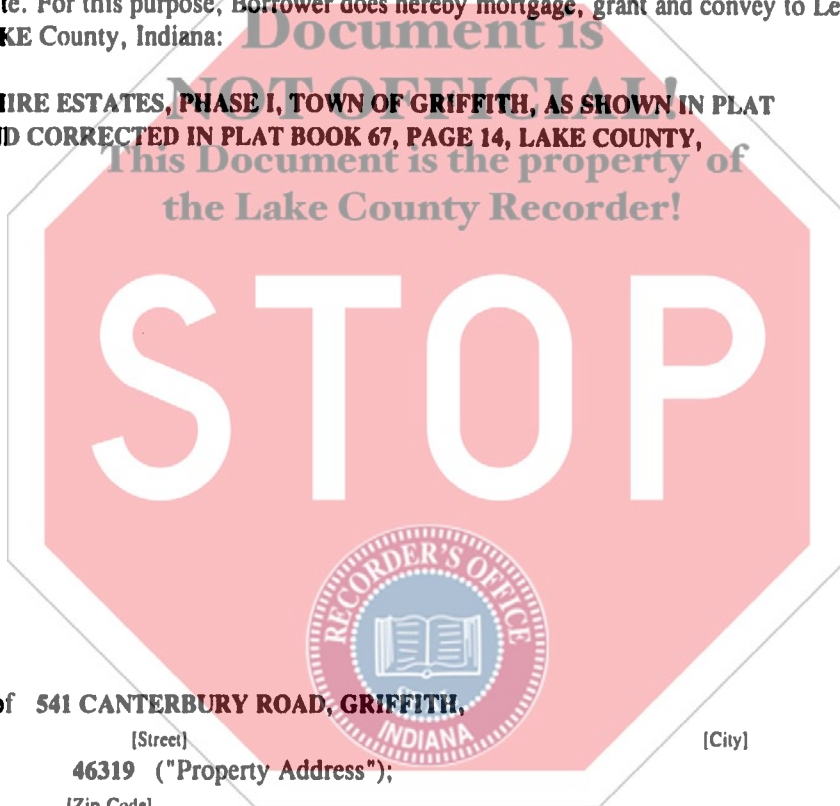 te. For this purpose, Borrower does hereby mortgage, grant and convey to Le
KE County, Indiana:
Document is
NOT OFFICIAL!
IRE ESTATES, PHASE I, TOWN OF GRIFFITH, AS SHOWN IN PLAT
D CORRECTED IN PLAT BOOK 67, PAGE 14, LAKE COUNTY,
This Document is the property of
the Lake County Recorder!
STOP
RECORDER'S OFFICE
INDIANA
of 541 CANTERBURY ROAD, GRIFFITH,
[Street] [City]
46319 ("Property Address");
[Zip Code]